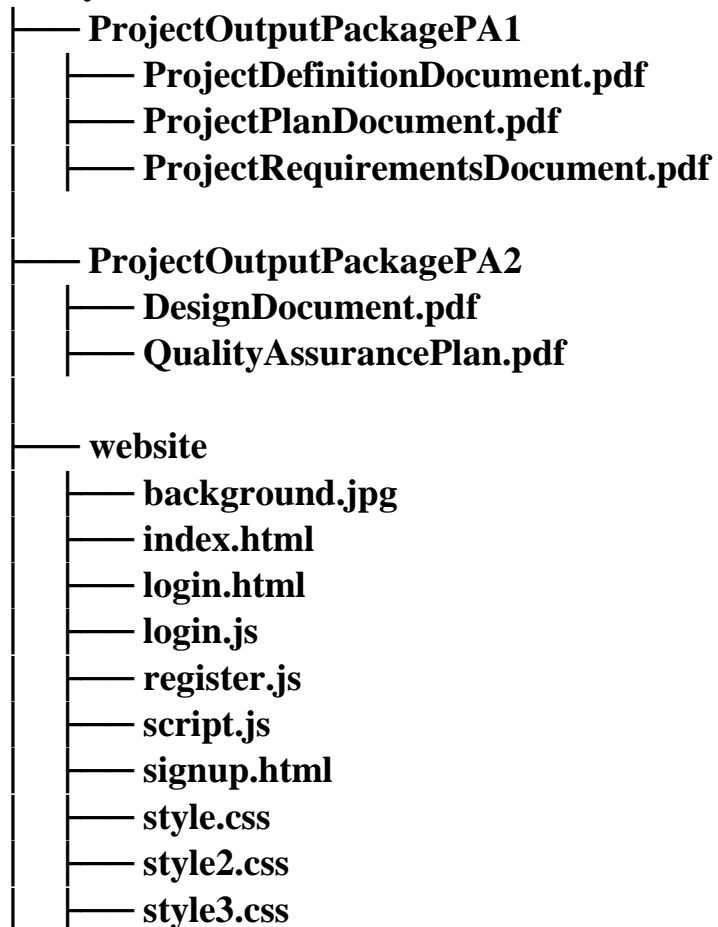 ProjectOutputPackagePA1
ProjectDefinitionDocument.pdf
ProjectPlanDocument.pdf
ProjectRequirementsDocument.pdf
ProjectOutputPackagePA2
DesignDocument.pdf
QualityAssurancePlan.pdf
website
background.jpg
index.html
login.html
login.js
register.js
script.js
signup.html
style.css
style2.css
style3.css